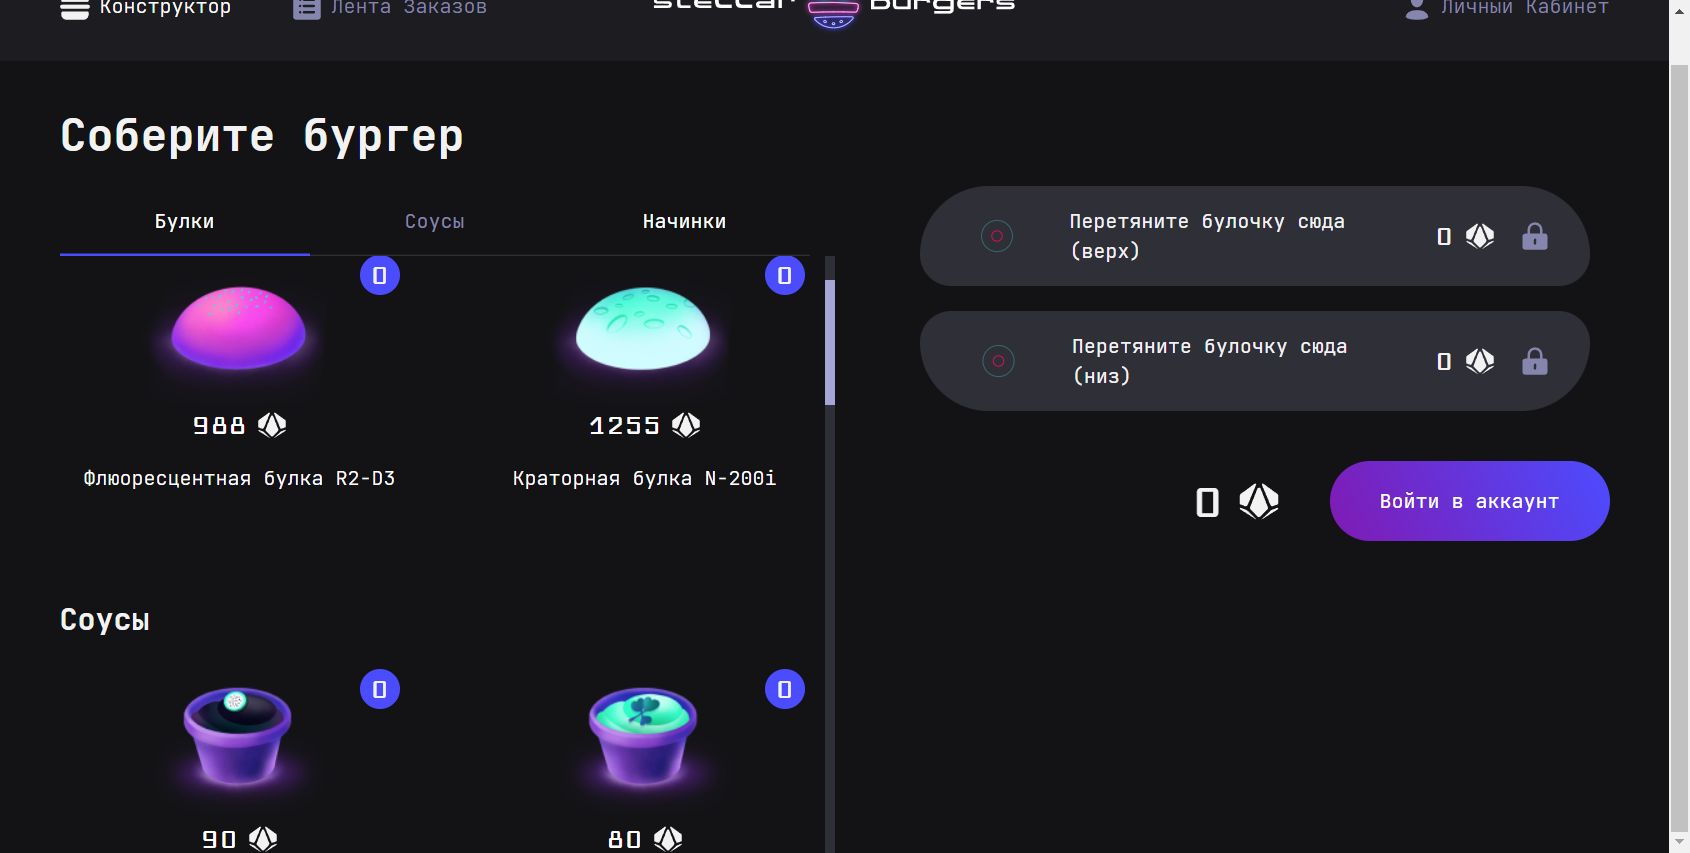 Конструктор
Лента Заказов
stellar burgers
Личный Кабинет
Соберите бургер
Булки
Соусы
Начинки
0
0
988
1255
Флюоресцентная булка R2-D3
Краторная булка N-200i
Соусы
0
0
90
80
Перетяните булочку сюда
(верх)
0
Перетяните булочку сюда
(низ)
0
0
Войти в аккаунт